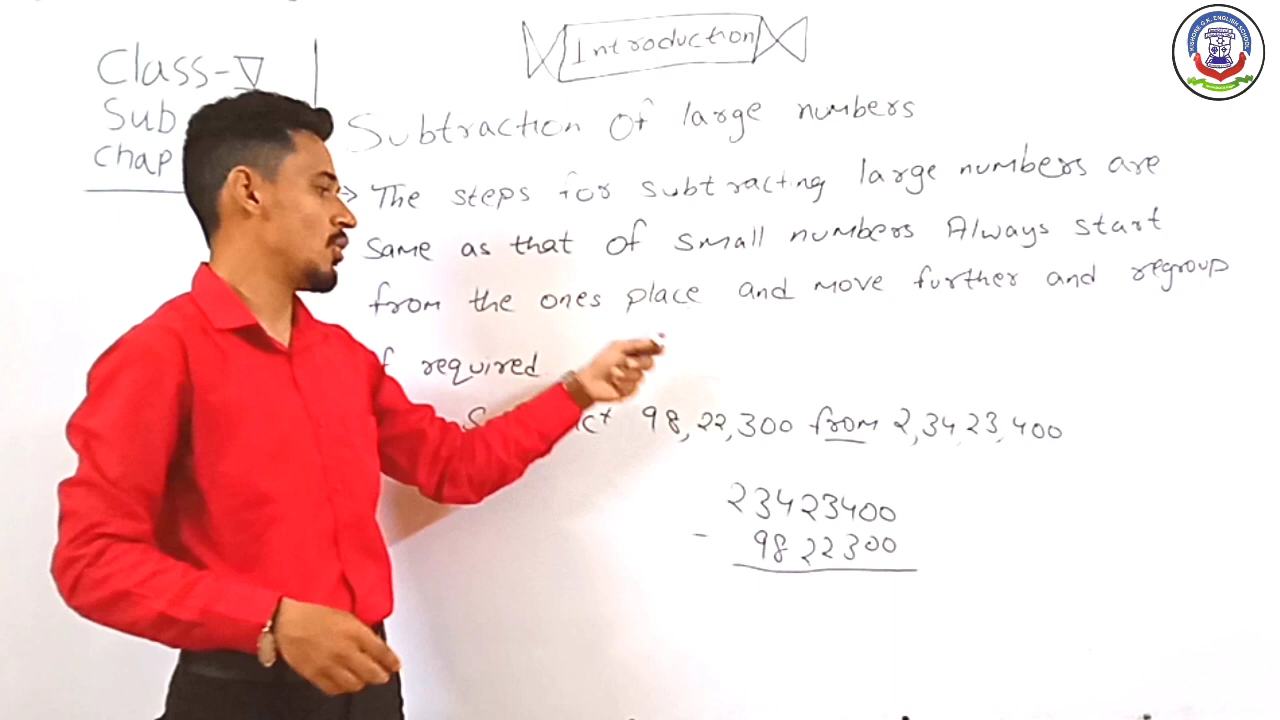 Introduction
Class-V
Sub
Chap
Subtraction of large numbers
The steps for subtracting large numbers are
same as that of small numbers Always start
from the ones place and move further and regroup
required
98,22,300 from 2,34,23,400
23423400
- 9822300